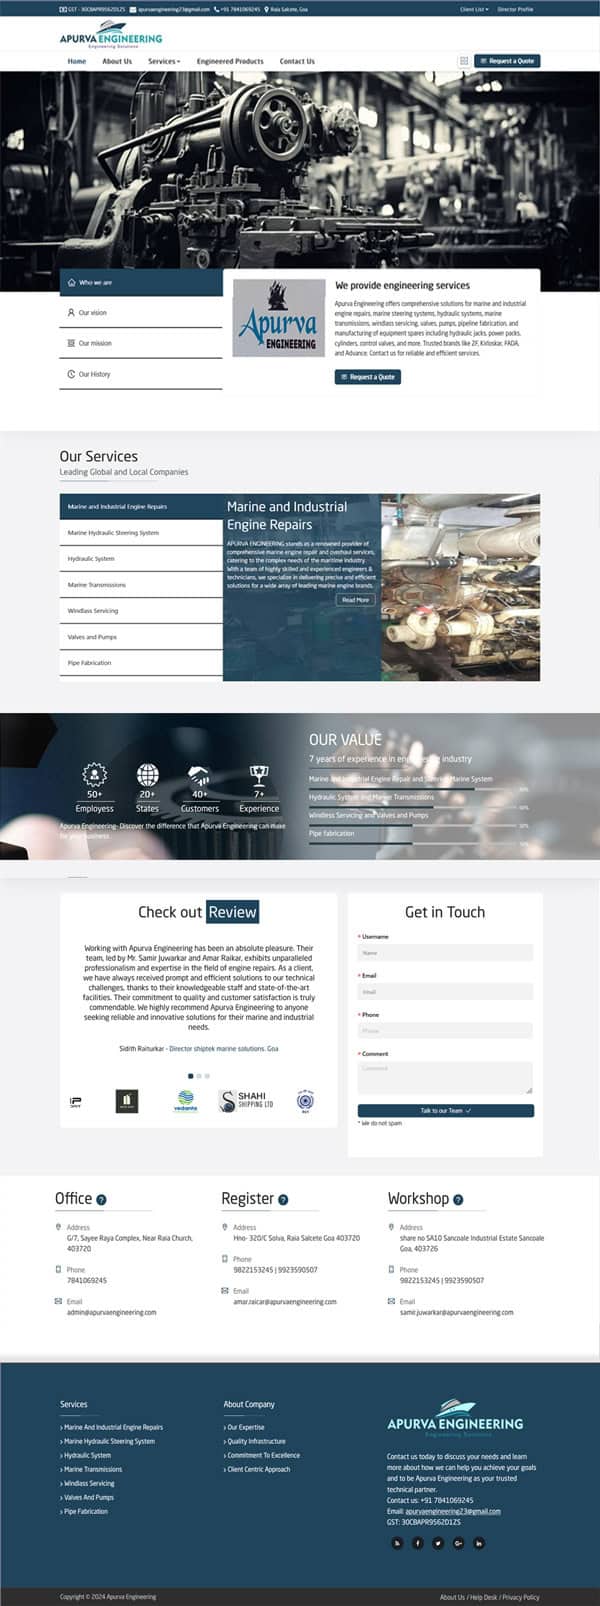 GST - 30CBAPR9562D1ZS apurvaengineering23@gmail.com +91 7841069245 Raia Salcete, Goa Client List Director Profile
APURVA ENGINEERING
Engineering Solutions
Home About Us Services Engineered Products Contact Us Request a Quote
Who we are
Our vision
Our mission
Our History
Apurva
ENGINEERING
We provide engineering services
Apurva Engineering offers comprehensive solutions for marine and industrial
engine repairs, marine steering systems, hydraulic systems, marine
transmissions, windlass servicing, valves, pumps, pipeline fabrication, and
manufacturing of equipment spares including hydraulic jacks, power packs,
cylinders, control valves, and more. Trusted brands like ZF, Kirloskar, FADA,
and Advance. Contact us for reliable and efficient services.
Request a Quote
Our Services
Leading Global and Local Companies
Marine and Industrial Engine Repairs
Marine Hydraulic Steering System
Hydraulic System
Marine Transmissions
Windlass Servicing
Valves and Pumps
Pipe Fabrication
Marine and Industrial
Engine Repairs
APURVA ENGINEERING stands as a renowned provider of
comprehensive marine engine repair and overhaul services,
catering to the complex needs of the maritime industry.
With a team of highly skilled and experienced engineers &
technicians, we specialize in delivering precise and efficient
solutions for a wide array of leading marine engine brands.
Read More
50+
Employess
20+
States
40+
Customers
7+
Experience
Apurva Engineering- Discover the difference that Apurva Engineering can make
for your business
OUR VALUE
7 years of experience in engineering industry
Marine and Industrial Engine Repair and Steering Marine System
Hydraulic System and Marine Transmissions
Windless Servicing and Valves and Pumps
Pipe fabrication
Check out Review
Working with Apurva Engineering has been an absolute pleasure. Their
team, led by Mr. Samir Juwarkar and Amar Raikar, exhibits unparalleled
professionalism and expertise in the field of engine repairs. As a client,
we have always received prompt and efficient solutions to our technical
challenges, thanks to their knowledgeable staff and state-of-the-art
facilities. Their commitment to quality and customer satisfaction is truly
commendable. We highly recommend Apurva Engineering to anyone
seeking reliable and innovative solutions for their marine and industrial
needs.
Sidith Raiturkar - Director shiptek marine solutions. Goa
vedanta
SHAHI
SHIPPING LTD
Get in Touch
* Username
Name
* Email
Email
* Phone
Phone
* Comment
Comment
Talk to our Team
* We do not spam
Office ?
Address
G/7, Sayee Raya Complex, Near Raia Church,
403720
Phone
7841069245
Email
admin@apurvaengineering.com
Register ?
Address
Hno- 320/C Solva, Raia Salcete Goa 403720
Phone
9822153245 | 9923590507
Email
amar.raicar@apurvaengineering.com
Workshop ?
Address
share no SA10 Sancoale Industrial Estate Sancoale
Goa, 403726
Phone
9822153245 | 9923590507
Email
samir.juwarkar@apurvaengineering.com
Services
Marine And Industrial Engine Repairs
Marine Hydraulic Steering System
Hydraulic System
Marine Transmissions
Windlass Servicing
Valves And Pumps
Pipe Fabrication
About Company
Our Expertise
Quality Infrastructure
Commitment To Excellence
Client Centric Approach
APURVA ENGINEERING
Engineering Solutions
Contact us today to discuss your needs and learn
more about how we can help you achieve your goals
and to be Apurva Engineering as your trusted
technical partner.
Contact us: +91 7841069245
Email: apurvaengineering23@gmail.com
GST: 30CBAPR9562D1ZS
Copyright © 2024 Apurva Engineering
About Us / Help Desk / Privacy Policy